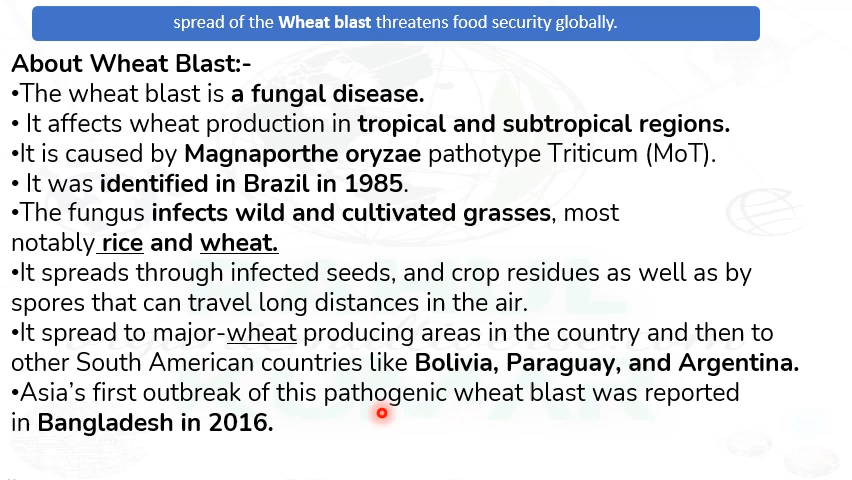 spread of the Wheat blast threatens food security globally.
About Wheat Blast:-
•The wheat blast is a fungal disease.
• It affects wheat production in tropical and subtropical regions.
•It is caused by Magnaporthe oryzae pathotype Triticum (MoT).
• It was identified in Brazil in 1985.
•The fungus infects wild and cultivated grasses, most
notably rice and wheat.
•It spreads through infected seeds, and crop residues as well as by
spores that can travel long distances in the air.
•It spread to major-wheat producing areas in the country and then to
other South American countries like Bolivia, Paraguay, and Argentina.
•Asia's first outbreak of this pathogenic wheat blast was reported
in Bangladesh in 2016.